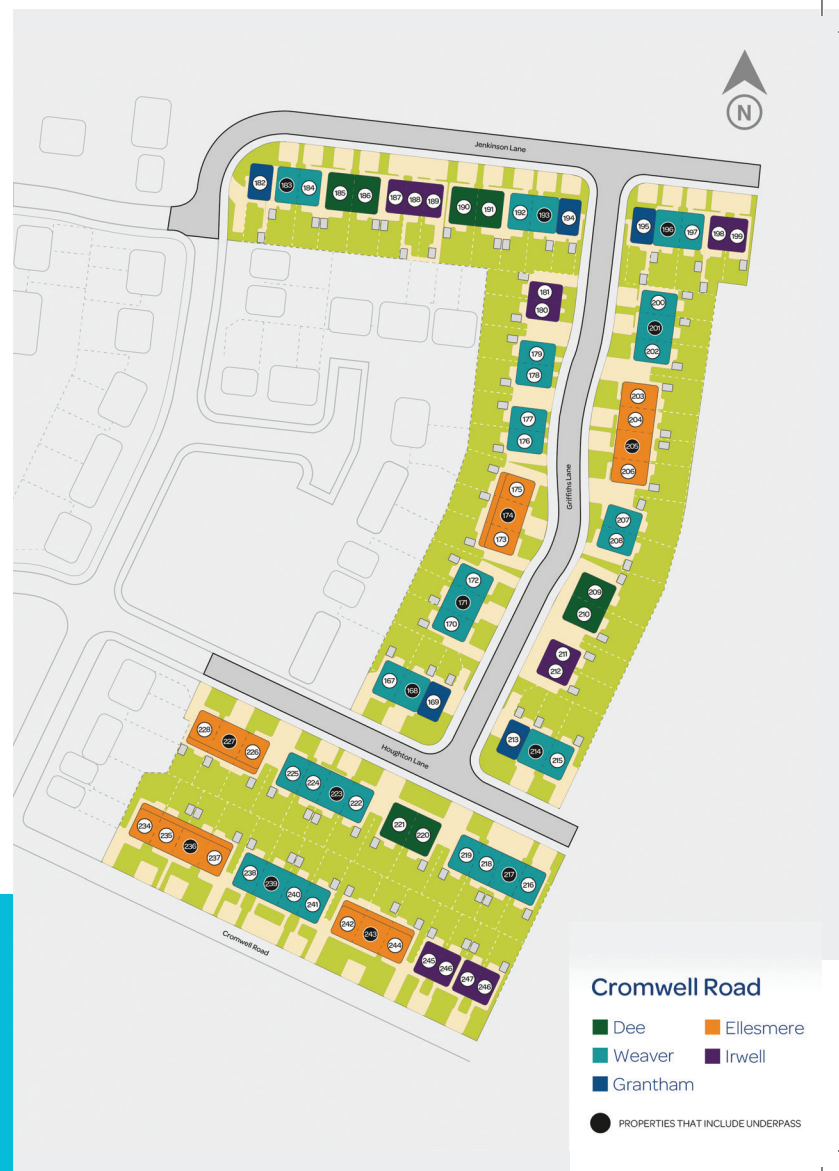 N
Jenkinson Lane
182 183 184 185 186 187 188 189 190 191 192 193 194
195 196 197 198 199
181
180
200
201
202
179
178
203
204
205
206
177
176
175
174
173
Griffiths Lane
207
208
172
171
170
209
210
211
212
167 168 169
213 214 215
Houghton Lane
228 227 226
225 224 223 222
221 220
219 218 217 216
234 235 236 237
238 239 240 241
242 243 244
245 246 247 246
Cromwell Road
Cromwell Road
Dee
Ellesmere
Weaver
Irwell
Grantham
PROPERTIES THAT INCLUDE UNDERPASS